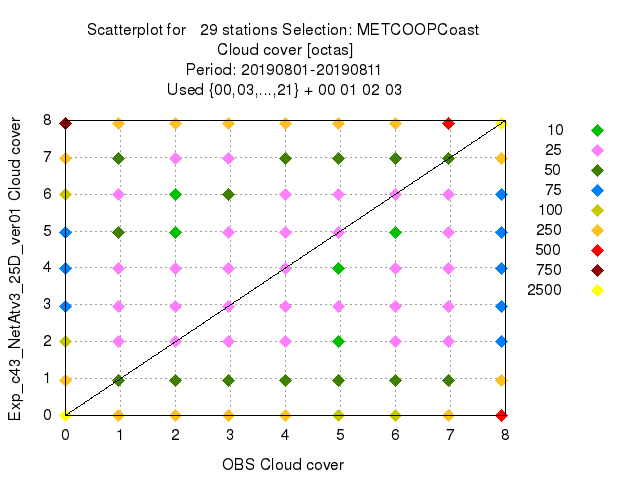 Scatterplot for   29 stations Selection: METCOOPCoast
Cloud cover [octas]
Period: 20190801-20190811
Used {00,03,...,21} + 00 01 02 03
Exp_c43_NetAtv3_25D_ver01 Cloud cover
8
7
6
5
4
3
2
1
0
0 1 2 3 4 5 6 7 8
OBS Cloud cover
10
25
50
75
100
250
500
750
2500